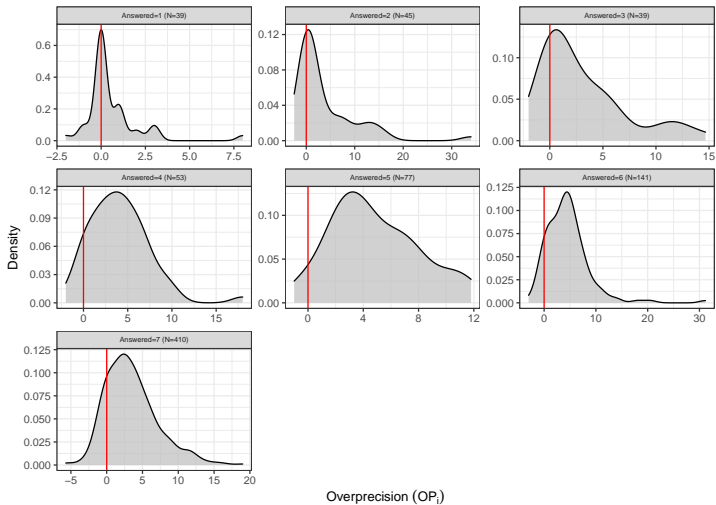 Answered=1 (N=39)
Answered=2 (N=45)
Answered=3 (N=39)
0.6
0.4
0.2
0.0
−2.5 0.0 2.5 5.0 7.5
0.12
0.08
0.04
0.00
0 10 20 30
0.10
0.05
0.00
0 5 10 15
Answered=4 (N=53)
Answered=5 (N=77)
Answered=6 (N=141)
0.12
0.09
0.06
0.03
0.00
0 5 10 15
0.10
0.05
0.00
0 4 8 12
0.125
0.100
0.075
0.050
0.025
0.000
0 10 20 30
Density
Answered=7 (N=410)
0.125
0.100
0.075
0.050
0.025
0.000
−5 0 5 10 15 20
Overprecision (OPi)